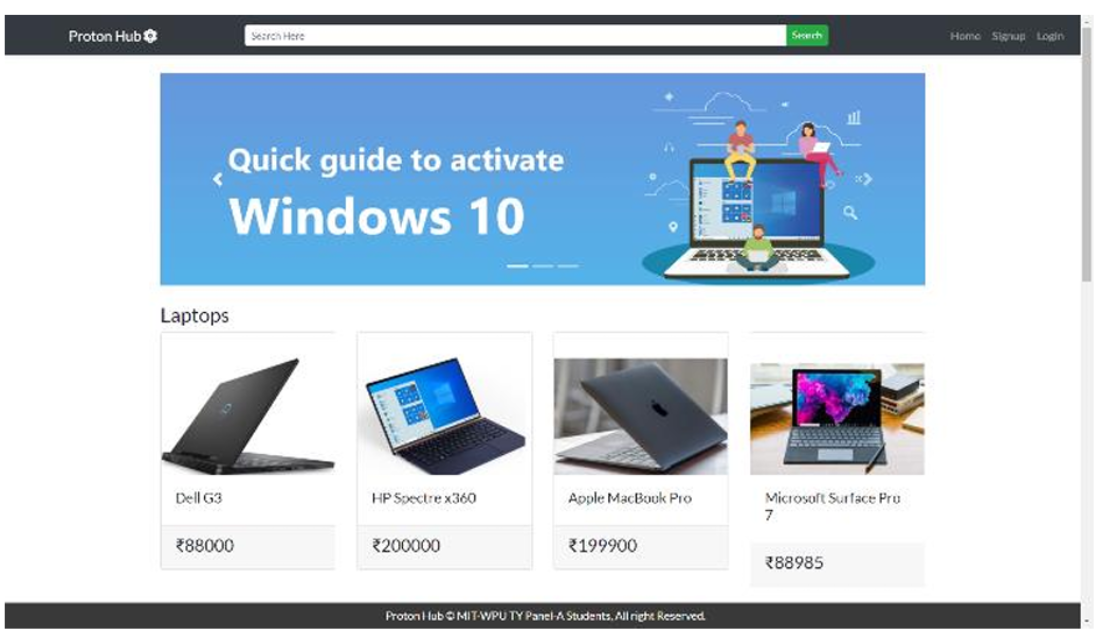 Proton Hub
Search Here
Search
Home Signup Login
Quick guide to activate
Windows 10
Laptops
Dell G3
HP Spectre x360
Apple MacBook Pro
Microsoft Surface Pro
7
₹88000
₹200000
₹199900
₹88985
Proton Hub © MIT-WPU TY Panel-A Students, All right Reserved.